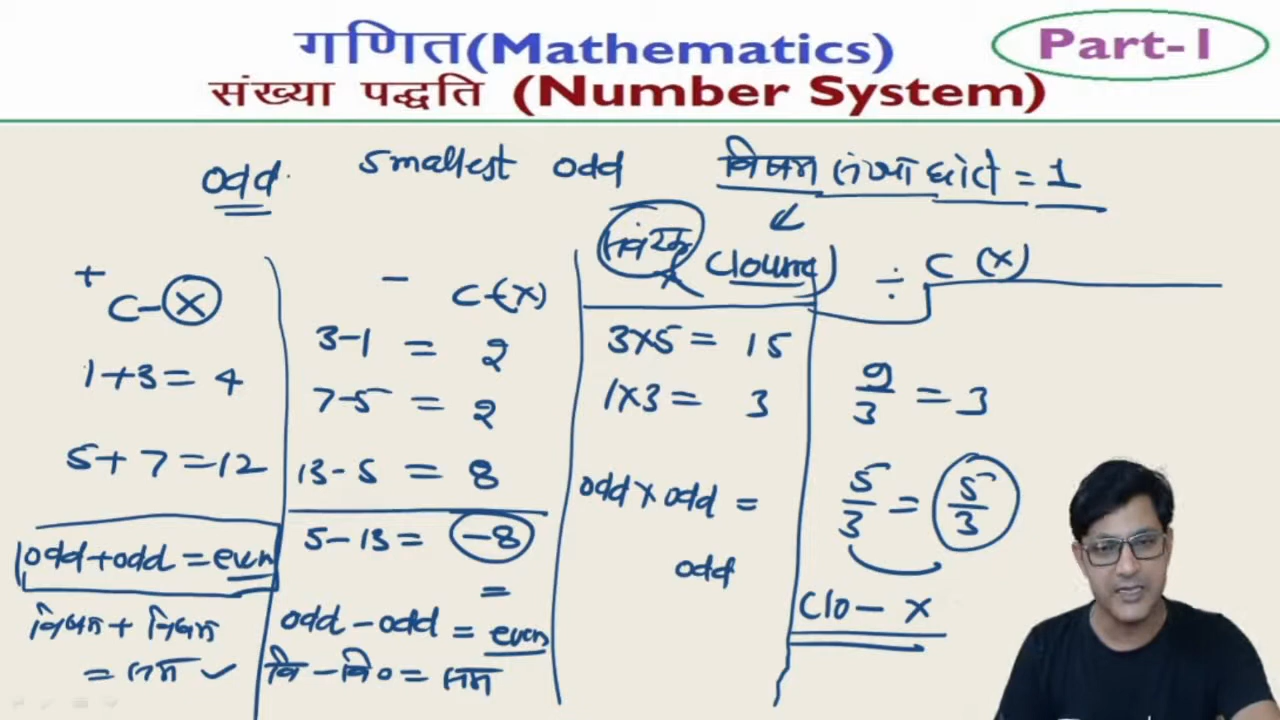 गणित(Mathematics)
Part-I
संख्या पद्धति (Number System)
odd.
smallest odd
विषम संख्या छोटी = 1
+
C-(X)
1+3=4
5+7=12
odd+odd=even
विषम + विषम
= सम ✓
-
C-(X)
3-1 = 2
7-5 = 2
13-5 = 8
5-13 = -8
=
odd-odd=even
वि-वि०=सम
(Clouser)
×
3×5= 15
1×3= 3
odd×odd =
odd
÷
C (X)
9/3 = 3
5/3 = 5/3
Clo-X